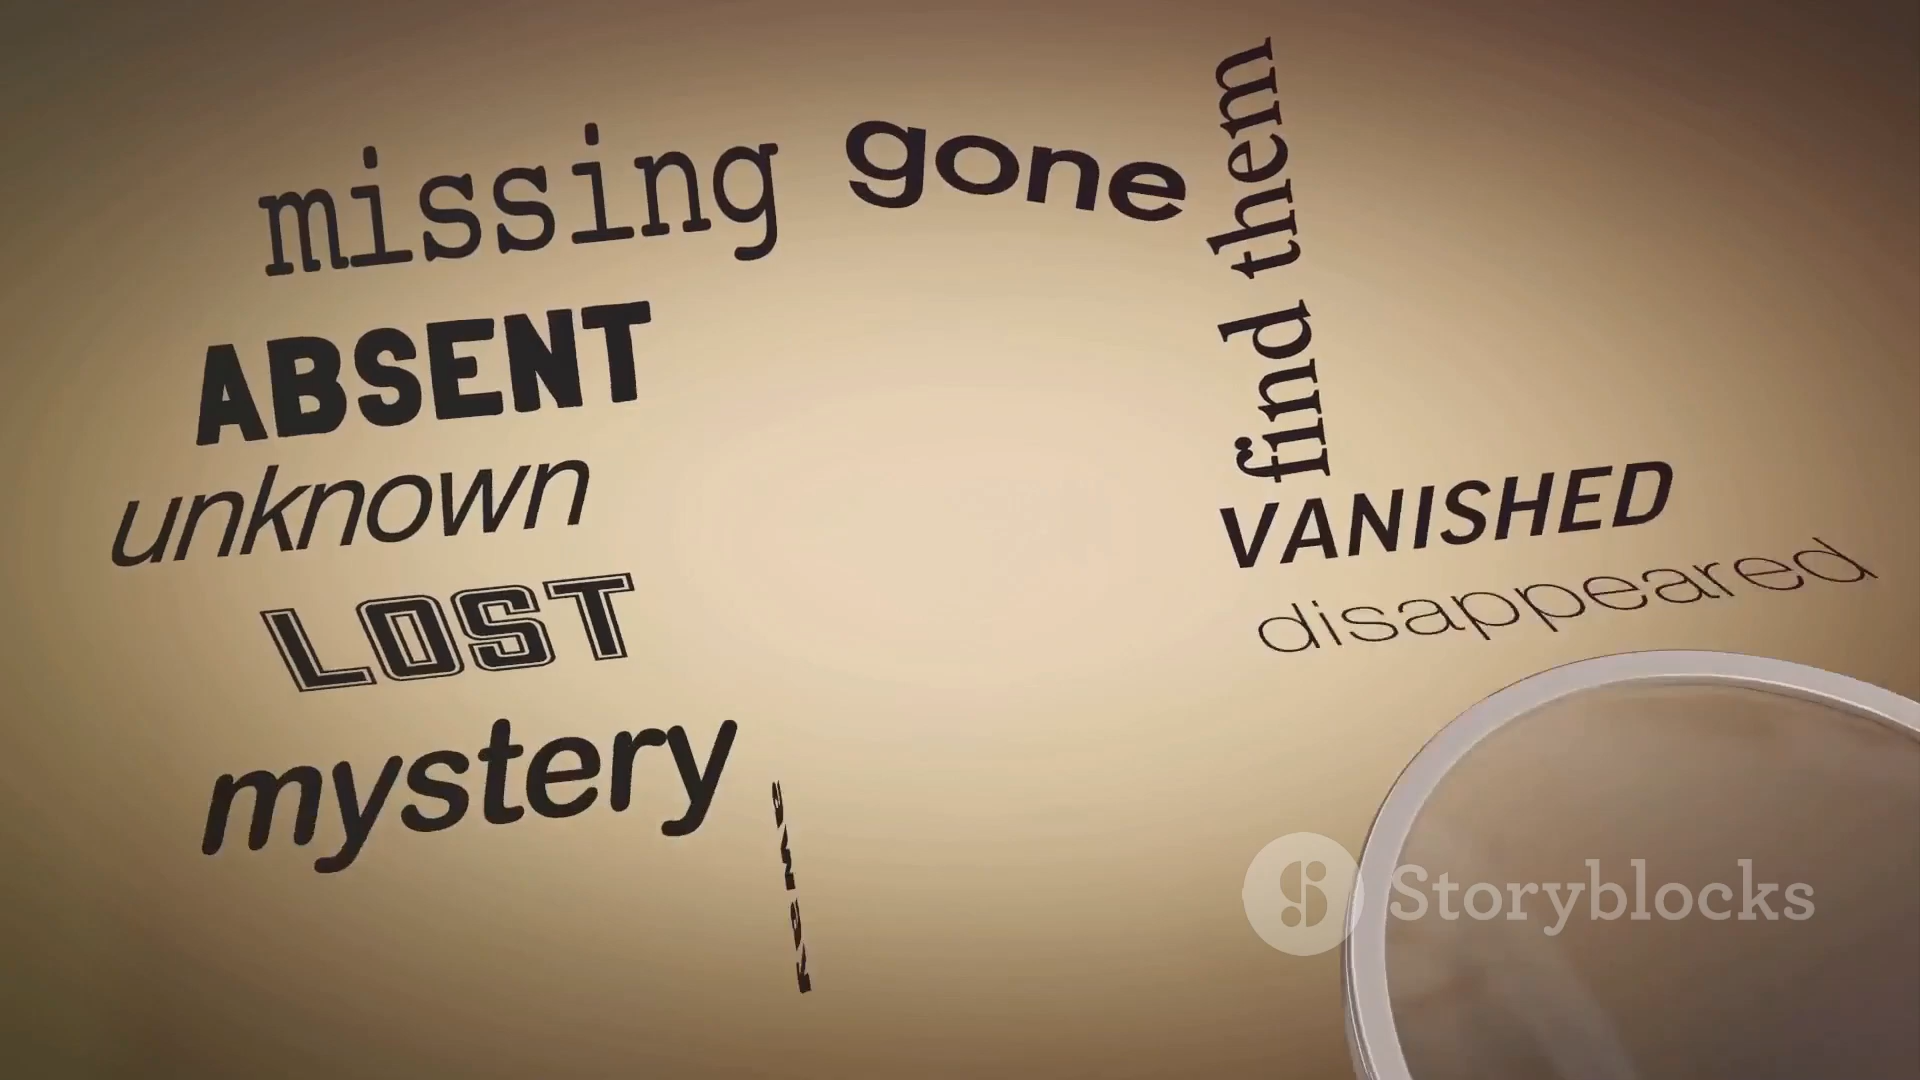 missing
gone
find them
ABSENT
unknown
VANISHED
LOST
disappeared
mystery
Storyblocks